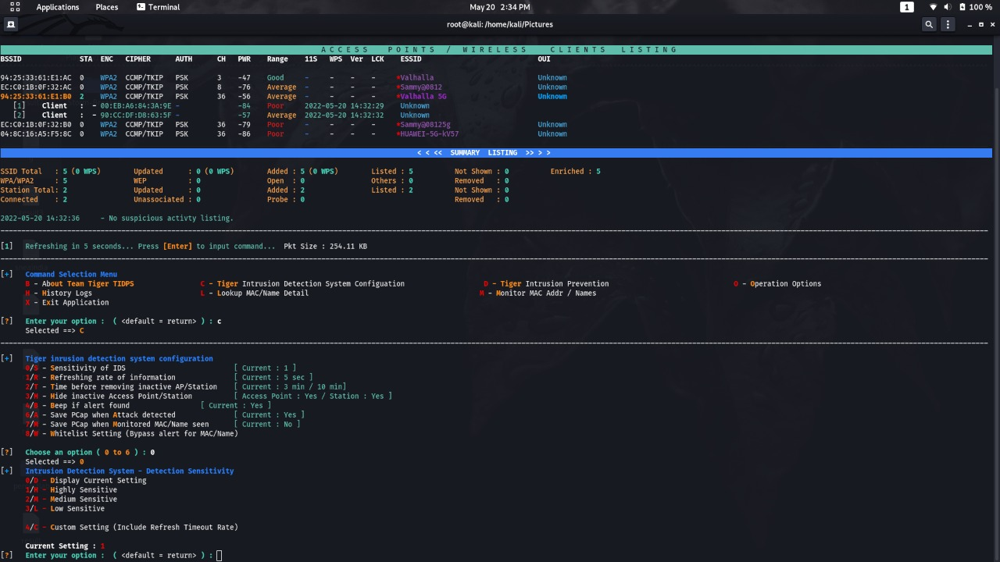 Applications Places Terminal May 20 2:34 PM 1 100 %
root@kali: /home/kali/Pictures
ACCESS POINTS / WIRELESS CLIENTS LISTING
BSSID STA ENC CIPHER AUTH CH PWR Range 11S WPS Ver LCK ESSID OUI
94:25:33:61:E1:AC 0 WPA2 CCMP/TKIP PSK 3 -47 Good - - - - *Valhalla Unknown
EC:C0:1B:0F:32:AC 0 WPA2 CCMP/TKIP PSK 8 -76 Average - - - - *Sammy@0812 Unknown
94:25:33:61:E1:B0 2 WPA2 CCMP/TKIP PSK 36 -56 Average - - - - *Valhalla 5G Unknown
[1] Client : - 00:EB:A6:84:3A:9E - -84 Poor 2022-05-20 14:32:29 Unknown
[2] Client : - 90:CC:DF:D8:63:5F - -57 Average 2022-05-20 14:32:32 Unknown
EC:C0:1B:0F:32:B0 0 WPA2 CCMP/TKIP PSK 36 -79 Poor - - - - *Sammy@08125g Unknown
04:8C:16:A5:F5:8C 0 WPA2 CCMP/TKIP PSK 36 -86 Poor - - - - *HUAWEI-5G-kV57 Unknown
< < << SUMMARY LISTING >> > >
SSID Total : 5 (0 WPS) Updated : 0 (0 WPS) Added : 5 (0 WPS) Listed : 5 Not Shown : 0 Enriched : 5
WPA/WPA2 : 5 WEP : 0 Open : 0 Others : 0 Removed : 0
Station Total: 2 Updated : 0 Added : 2 Listed : 2 Not Shown : 0
Connected : 2 Unassociated : 0 Probe : 0 Removed : 0
2022-05-20 14:32:36 - No suspicious activty listing.
[1] Refreshing in 5 seconds... Press [Enter] to input command... Pkt Size : 254.11 KB
[+] Command Selection Menu
B - About Team Tiger TIDPS C - Tiger Intrusion Detection System Configuation D - Tiger Intrusion Prevention O - Operation Options
H - History Logs L - Lookup MAC/Name Detail M - Monitor MAC Addr / Names
X - Exit Application
[?] Enter your option : ( <default = return> ) : c
Selected ==> C
[+] Tiger inrusion detection system configuration
0/S - Sensitivity of IDS [ Current : 1 ]
1/R - Refreshing rate of information [ Current : 5 sec ]
2/T - Time before removing inactive AP/Station [ Current : 3 min / 10 min]
3/H - Hide inactive Access Point/Station [ Access Point : Yes / Station : Yes ]
4/B - Beep if alert found [ Current : Yes ]
6/A - Save PCap when Attack detected [ Current : Yes ]
7/M - Save PCap when Monitored MAC/Name seen [ Current : No ]
8/W - Whitelist Setting (Bypass alert for MAC/Name)
[?] Choose an option ( 0 to 6 ) : 0
Selected ==> 0
[+] Intrusion Detection System - Detection Sensitivity
0/D - Display Current Setting
1/H - Highly Sensitive
2/M - Medium Sensitive
3/L - Low Sensitive
4/C - Custom Setting (Include Refresh Timeout Rate)
Current Setting : 1
[?] Enter your option : ( <default = return> ) :